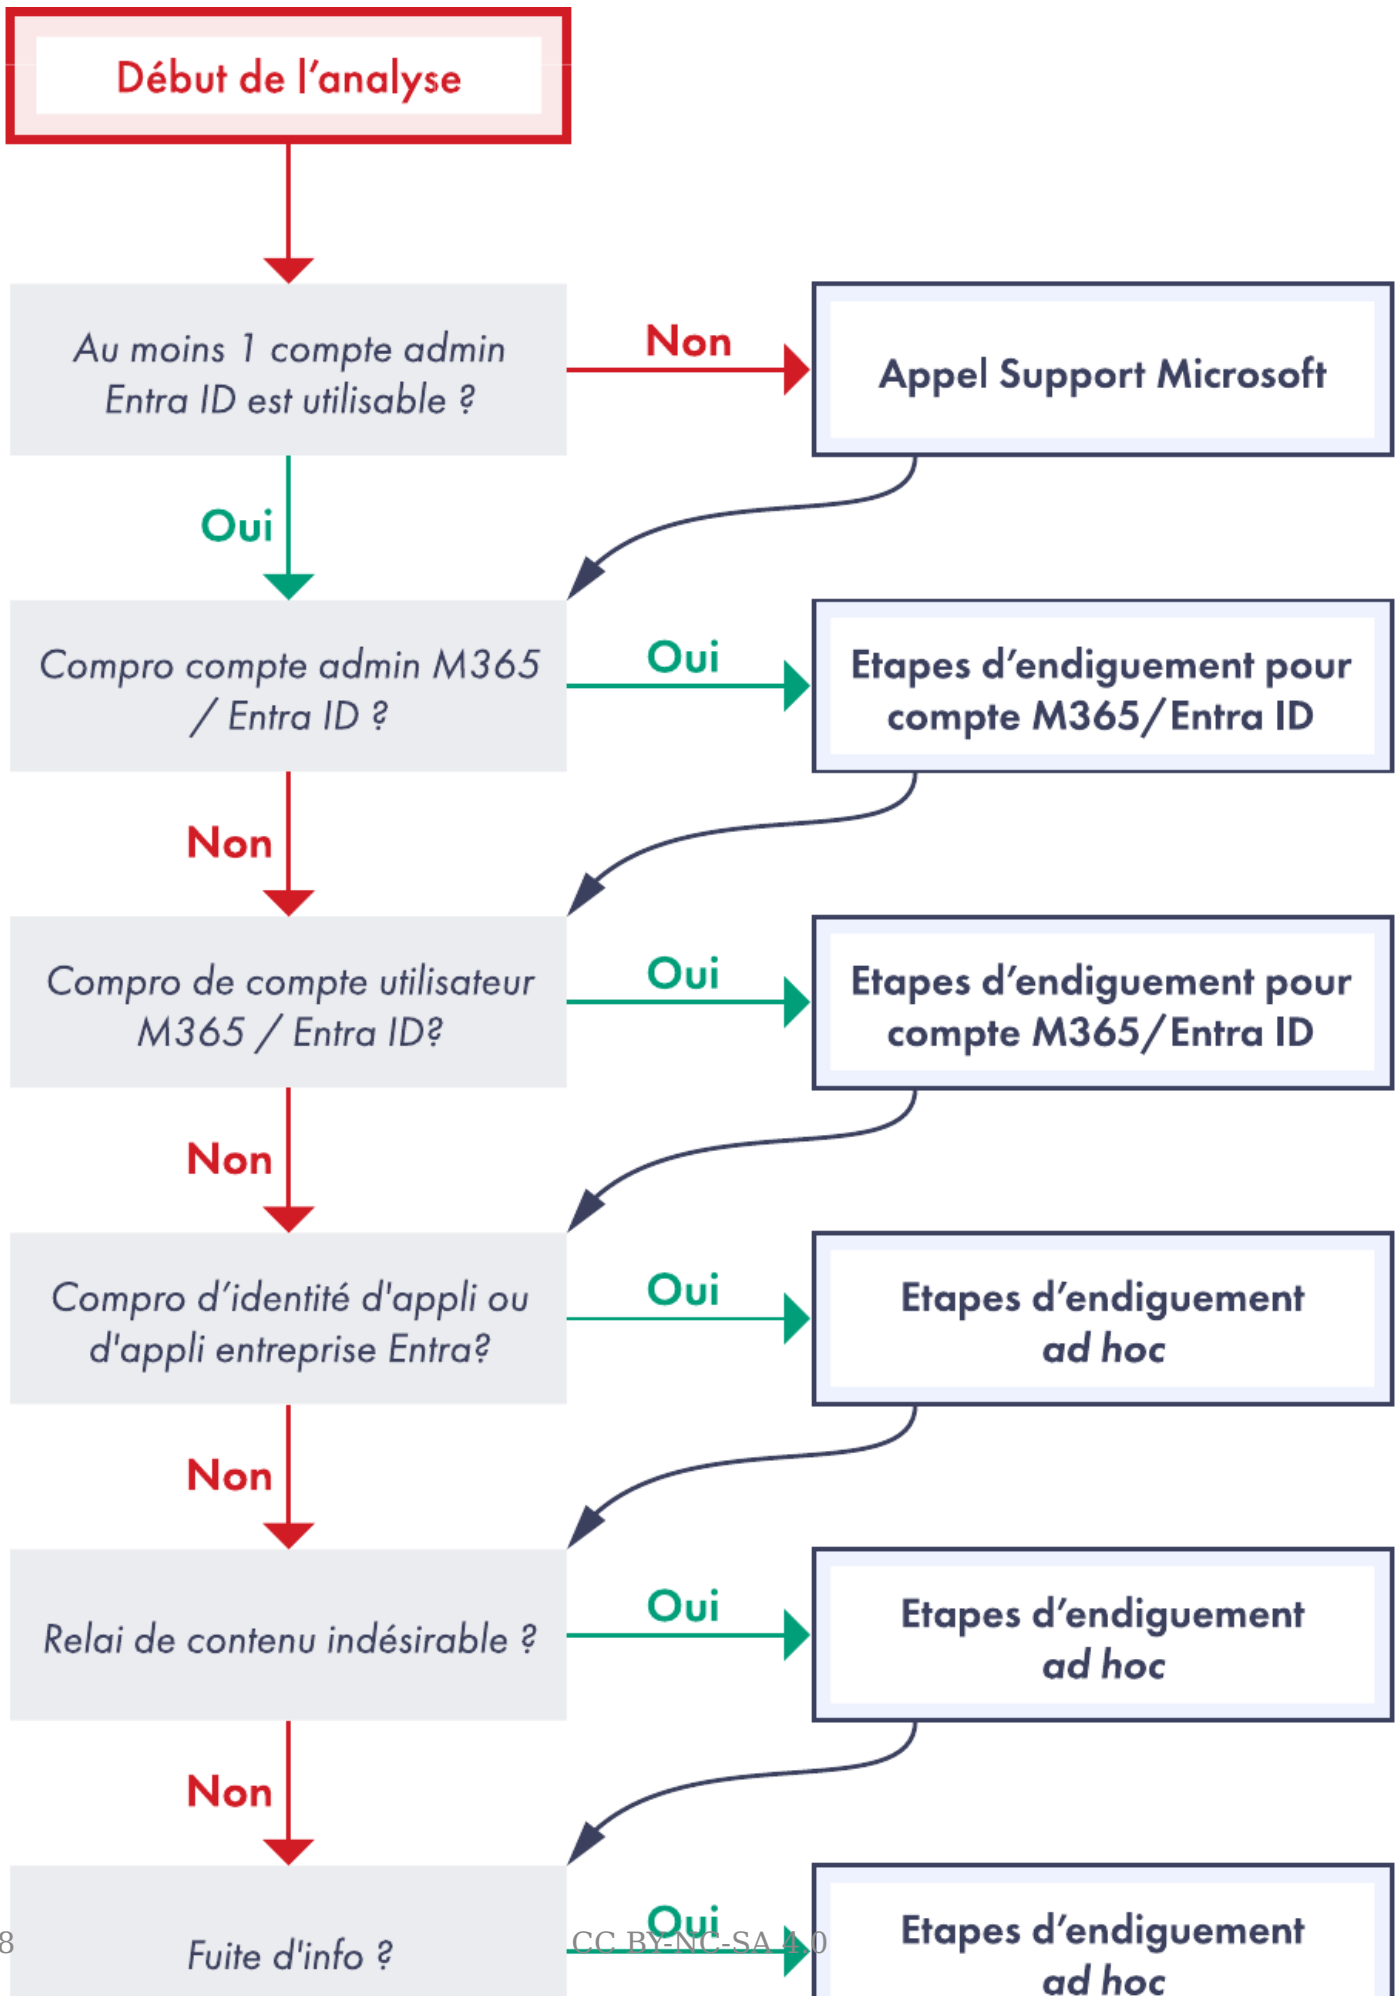 Début de l’analyse
Au moins 1 compte admin
Entra ID est utilisable ?
Non
Appel Support Microsoft
Oui
Compro compte admin M365
/ Entra ID ?
Oui
Etapes d’endiguement pour
compte M365/Entra ID
Non
Compro de compte utilisateur
M365 / Entra ID?
Oui
Etapes d’endiguement pour
compte M365/Entra ID
Non
Compro d’identité d'appli ou
d'appli entreprise Entra?
Oui
Etapes d’endiguement
ad hoc
Non
Relai de contenu indésirable ?
Oui
Etapes d’endiguement
ad hoc
Non
Fuite d'info ?
Oui
Etapes d’endiguement
ad hoc
8
CC BY-NC-SA 4.0